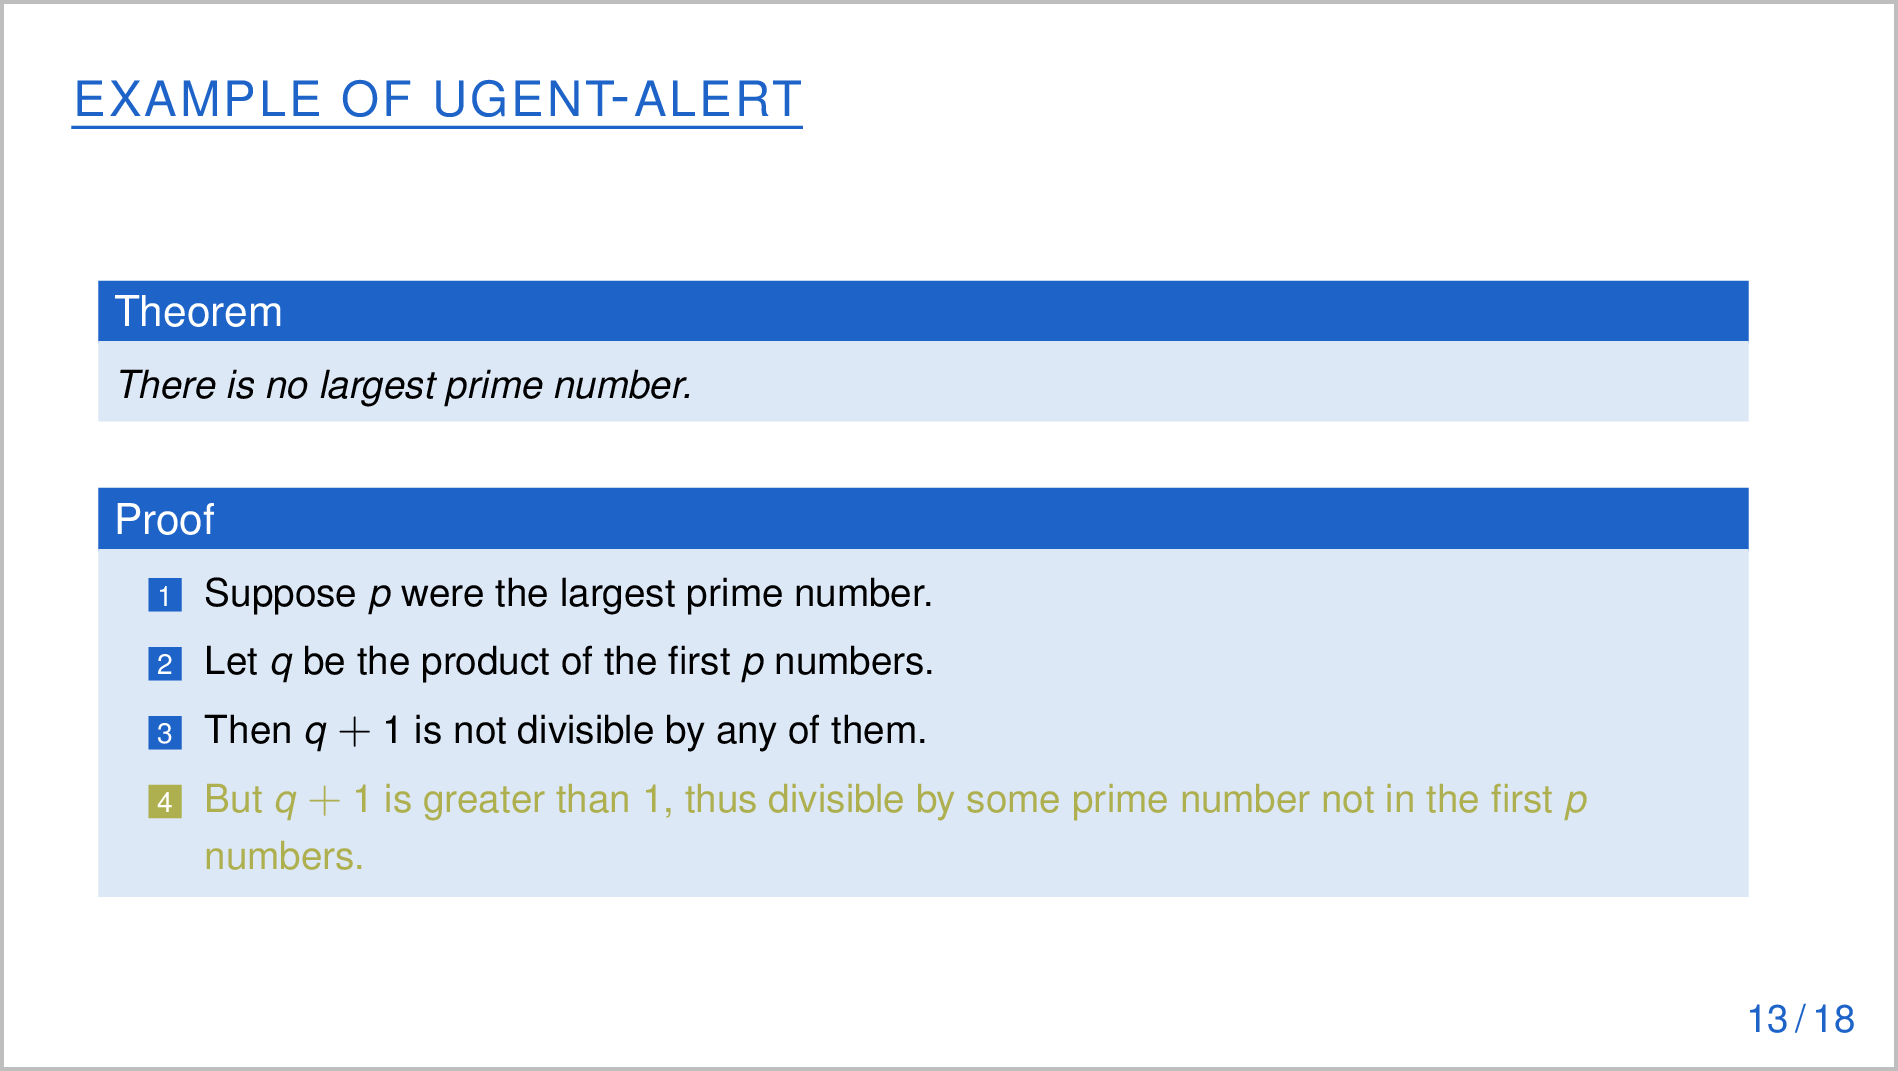 EXAMPLE OF UGENT-ALERT
Theorem
There is no largest prime number.
Proof
1 Suppose p were the largest prime number.
2 Let q be the product of the first p numbers.
3 Then q + 1 is not divisible by any of them.
4 But q + 1 is greater than 1, thus divisible by some prime number not in the first p
numbers.
13 / 18